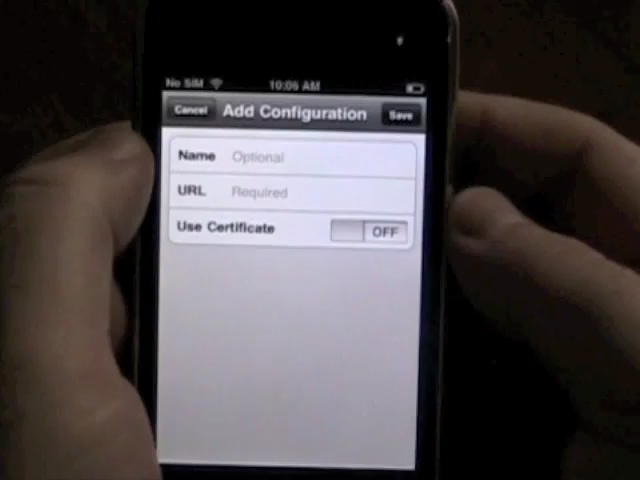 No SIM 10:06 AM
Cancel Add Configuration Save
Name Optional
URL Required
Use Certificate OFF